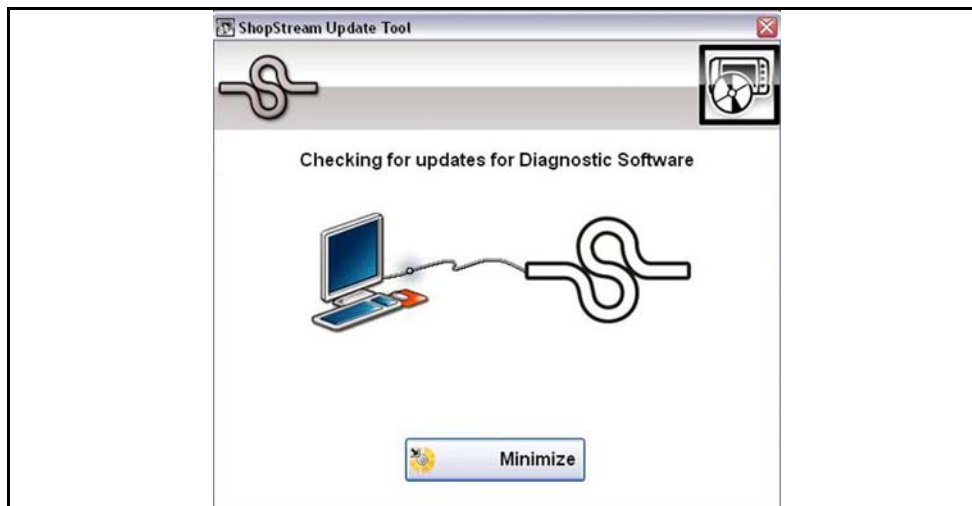 ShopStream Update Tool
Checking for updates for Diagnostic Software
Minimize